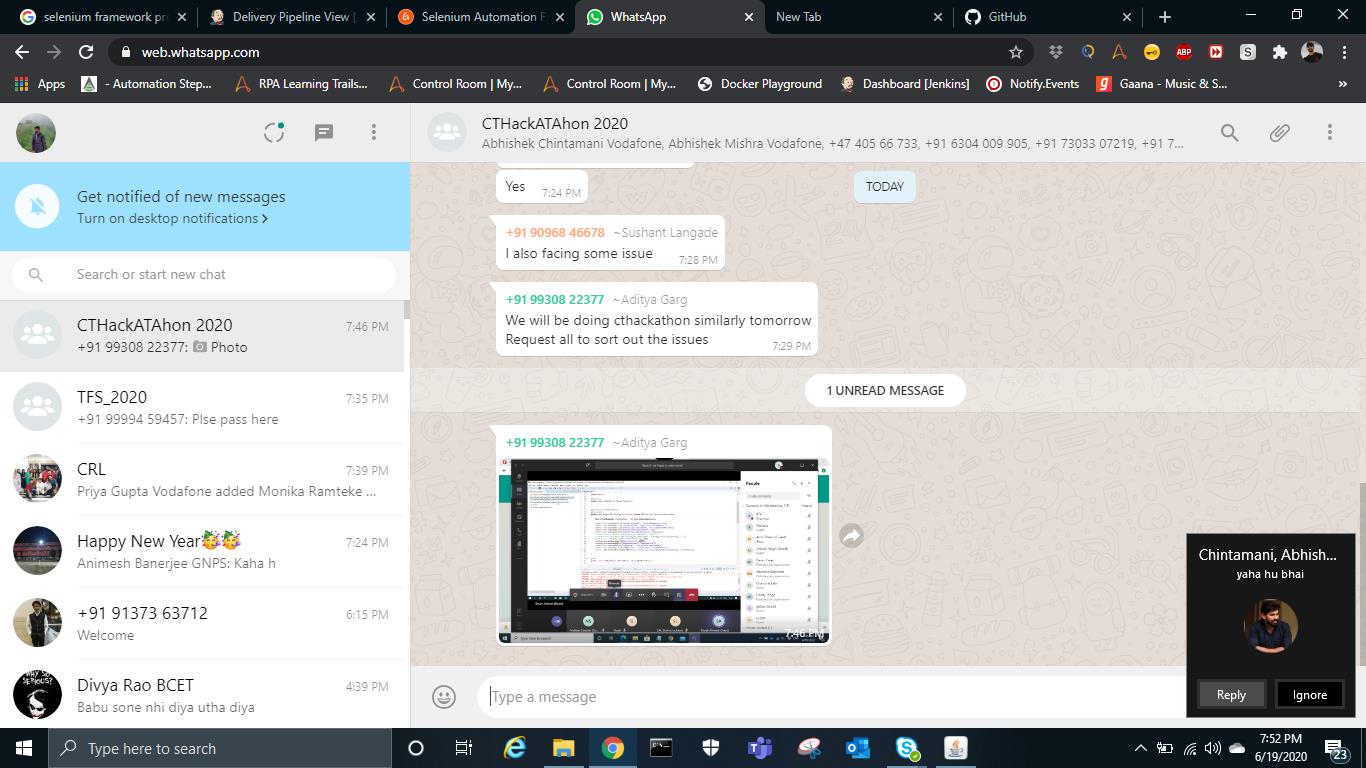 selenium framework pr
Delivery Pipeline View [
Selenium Automation F
WhatsApp
New Tab
GitHub
web.whatsapp.com
ABP
S
Apps
- Automation Step...
RPA Learning Trails...
Control Room | My...
Control Room | My...
Docker Playground
Dashboard [Jenkins]
Notify.Events
Gaana - Music & S...
»
CTHackATAhon 2020
Abhishek Chintamani Vodafone, Abhishek Mishra Vodafone, +47 405 66 733, +91 6304 009 905, +91 73033 07219, +91 7...
Get notified of new messages
Turn on desktop notifications >
Search or start new chat
CTHackATAhon 2020
7:46 PM
+91 99308 22377: Photo
TFS_2020
7:35 PM
+91 99994 59457: Plse pass here
CRL
7:39 PM
Priya Gupta Vodafone added Monika Ramteke ...
Happy New Year🥳🥳
7:24 PM
Animesh Banerjee GNPS: Kaha h
+91 91373 63712
6:15 PM
Welcome
WHY SO
SERIOUS?
Divya Rao BCET
4:39 PM
Babu sone nhi diya utha diya
Yes
7:24 PM
TODAY
+91 90968 46678 ~Sushant Langade
I also facing some issue
7:28 PM
+91 99308 22377 ~Aditya Garg
We will be doing cthackathon similarly tomorrow
Request all to sort out the issues
7:29 PM
1 UNREAD MESSAGE
+91 99308 22377 ~Aditya Garg
People
7:46 PM
Type a message
Chintamani, Abhish...
yaha hu bhai
Reply
Ignore
Type here to search
7:52 PM
6/19/2020
23